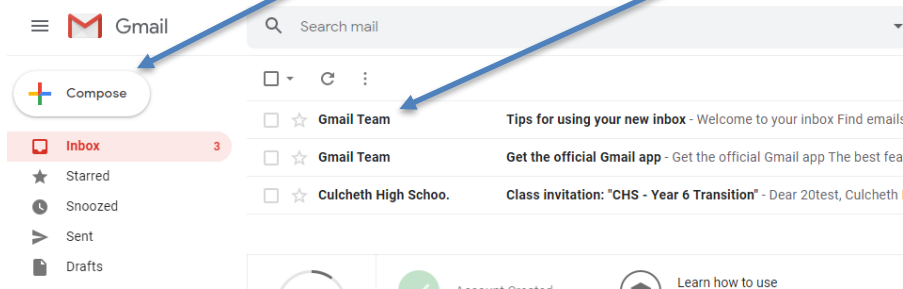 Gmail
Search mail
Compose
Gmail Team Tips for using your new inbox - Welcome to your inbox Find emails
Inbox 3
Gmail Team Get the official Gmail app - Get the official Gmail app The best fea
Starred
Culcheth High Schoo. Class invitation: "CHS - Year 6 Transition" - Dear 20test, Culcheth
Snoozed
Sent
Drafts
Account Created
Learn how to use